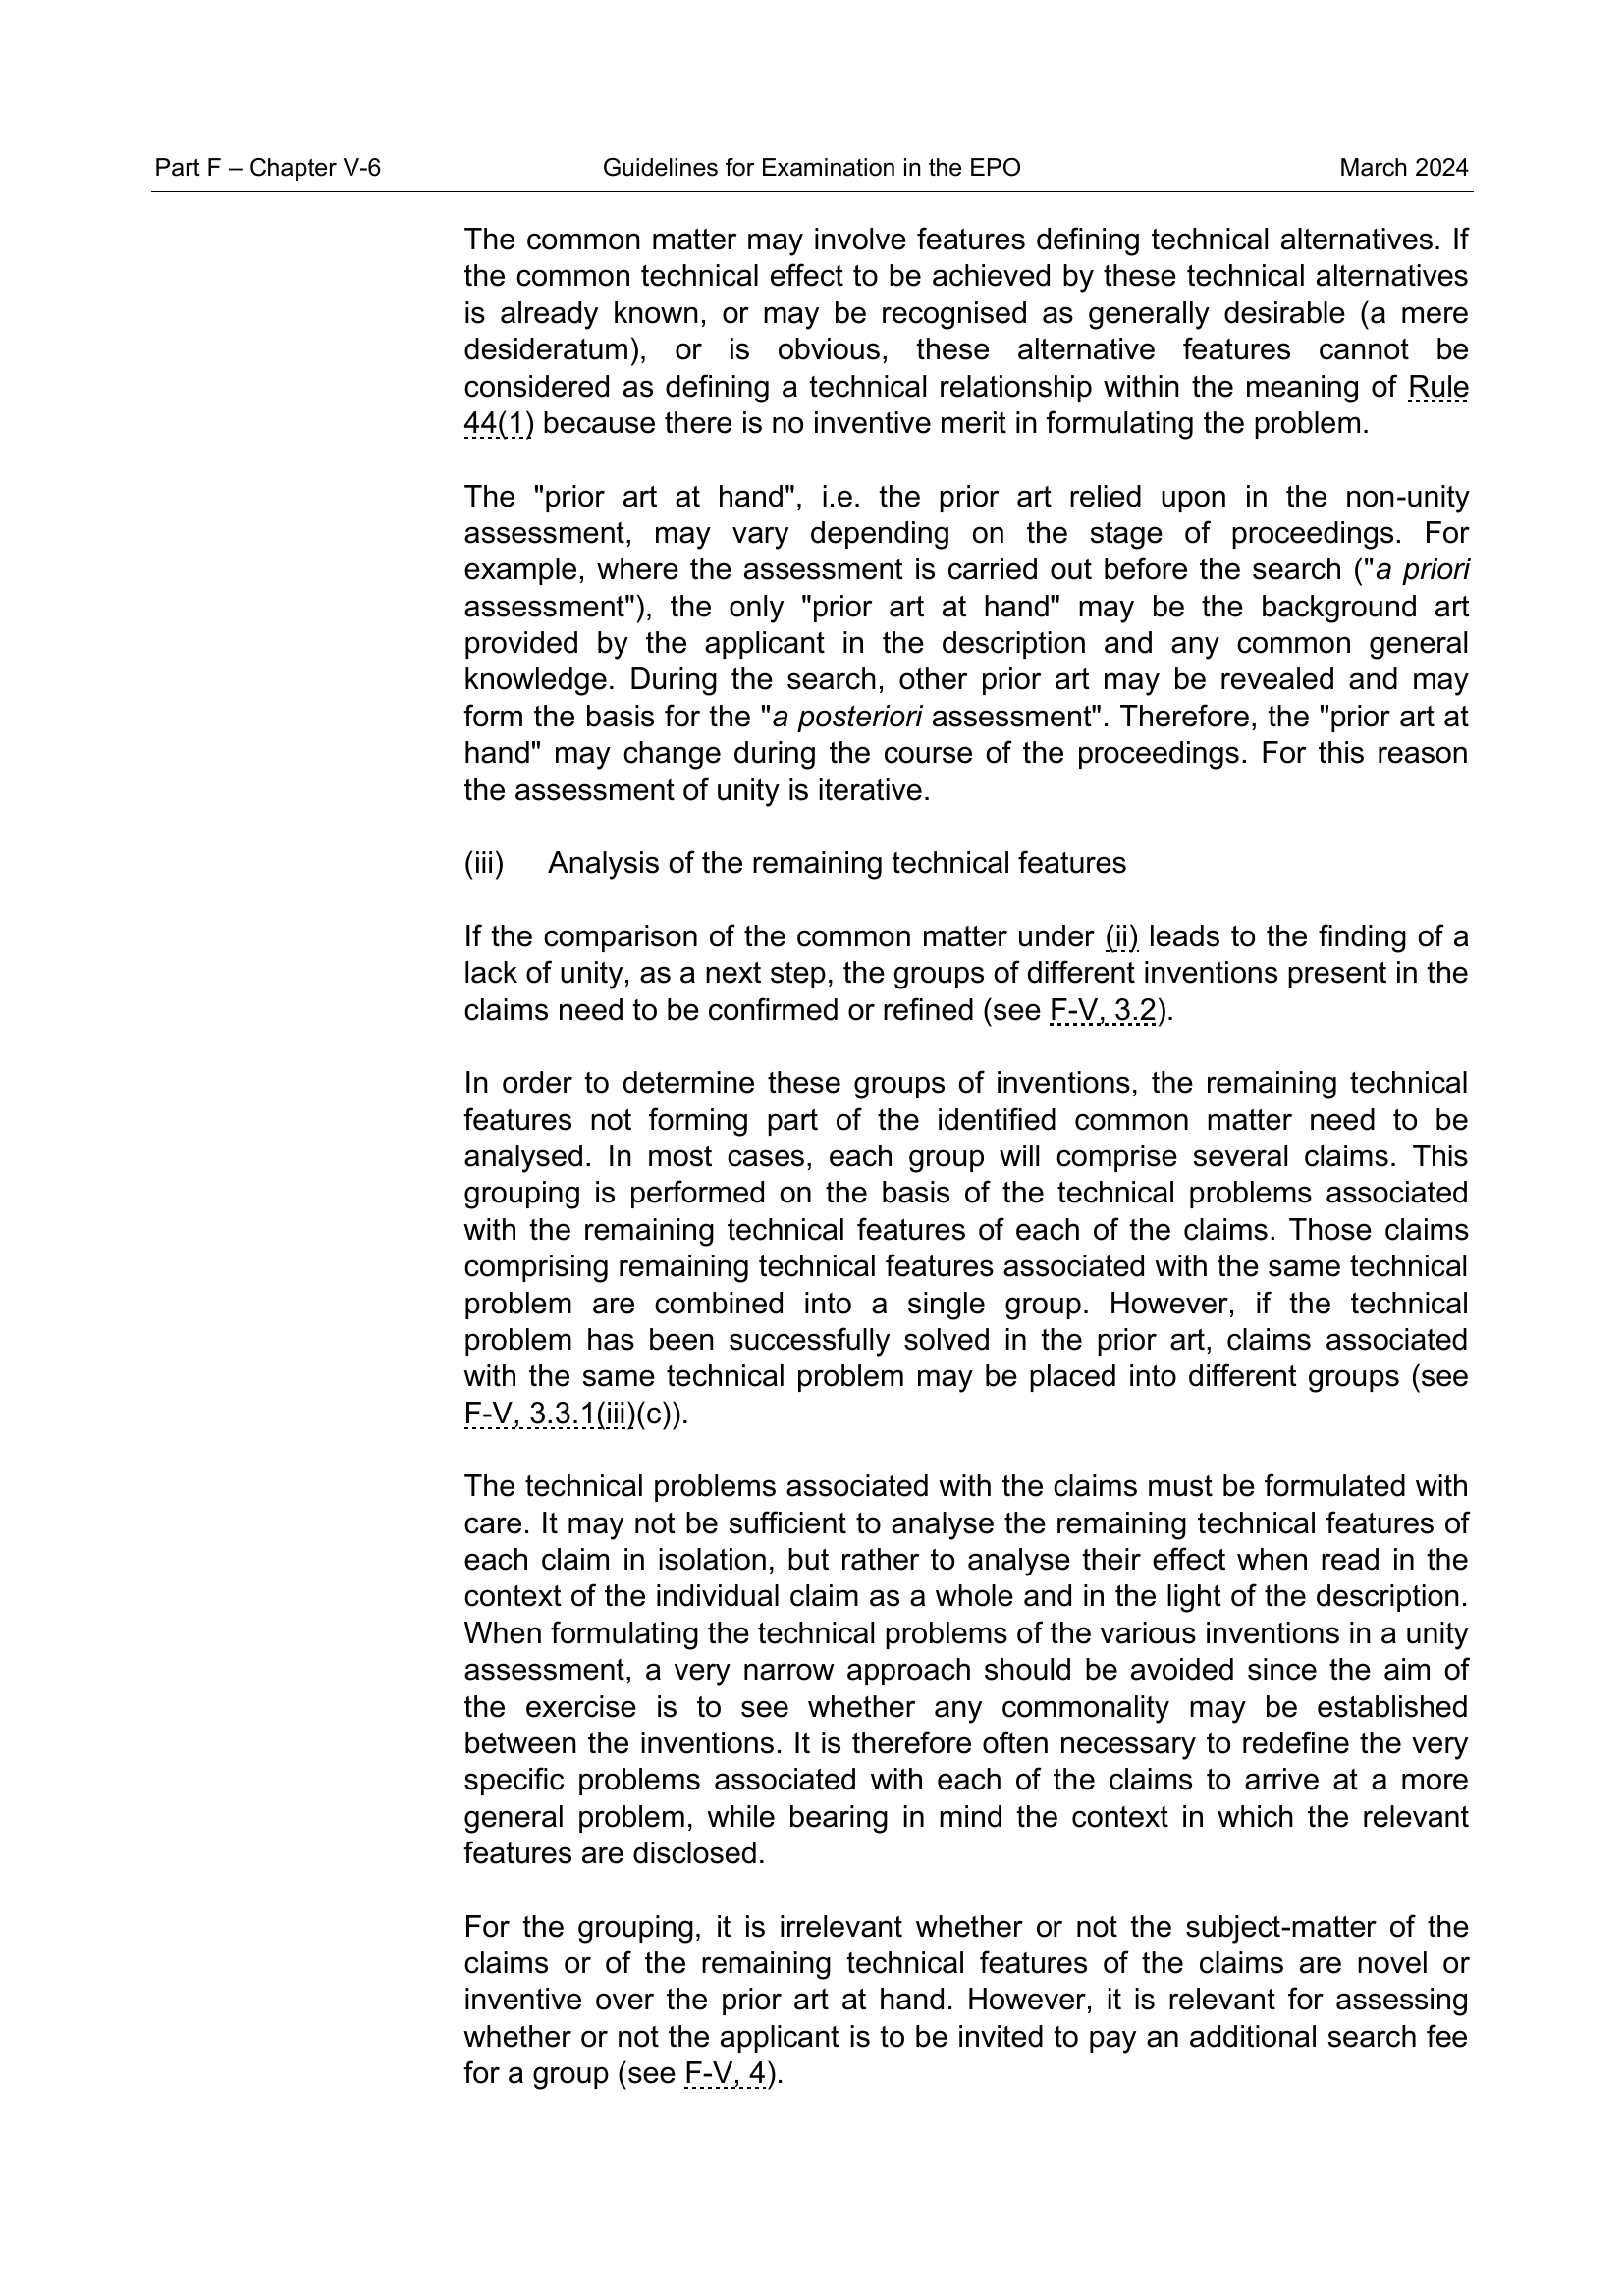 Part F – Chapter V-6 Guidelines for Examination in the EPO March 2024
The common matter may involve features defining technical alternatives. If
the common technical effect to be achieved by these technical alternatives
is already known, or may be recognised as generally desirable (a mere
desideratum), or is obvious, these alternative features cannot be
considered as defining a technical relationship within the meaning of Rule
44(1) because there is no inventive merit in formulating the problem.
The "prior art at hand", i.e. the prior art relied upon in the non-unity
assessment, may vary depending on the stage of proceedings. For
example, where the assessment is carried out before the search ("a priori
assessment"), the only "prior art at hand" may be the background art
provided by the applicant in the description and any common general
knowledge. During the search, other prior art may be revealed and may
form the basis for the "a posteriori assessment". Therefore, the "prior art at
hand" may change during the course of the proceedings. For this reason
the assessment of unity is iterative.
(iii) Analysis of the remaining technical features
If the comparison of the common matter under (ii) leads to the finding of a
lack of unity, as a next step, the groups of different inventions present in the
claims need to be confirmed or refined (see F-V, 3.2).
In order to determine these groups of inventions, the remaining technical
features not forming part of the identified common matter need to be
analysed. In most cases, each group will comprise several claims. This
grouping is performed on the basis of the technical problems associated
with the remaining technical features of each of the claims. Those claims
comprising remaining technical features associated with the same technical
problem are combined into a single group. However, if the technical
problem has been successfully solved in the prior art, claims associated
with the same technical problem may be placed into different groups (see
F-V, 3.3.1(iii)(c)).
The technical problems associated with the claims must be formulated with
care. It may not be sufficient to analyse the remaining technical features of
each claim in isolation, but rather to analyse their effect when read in the
context of the individual claim as a whole and in the light of the description.
When formulating the technical problems of the various inventions in a unity
assessment, a very narrow approach should be avoided since the aim of
the exercise is to see whether any commonality may be established
between the inventions. It is therefore often necessary to redefine the very
specific problems associated with each of the claims to arrive at a more
general problem, while bearing in mind the context in which the relevant
features are disclosed.
For the grouping, it is irrelevant whether or not the subject-matter of the
claims or of the remaining technical features of the claims are novel or
inventive over the prior art at hand. However, it is relevant for assessing
whether or not the applicant is to be invited to pay an additional search fee
for a group (see F-V, 4).